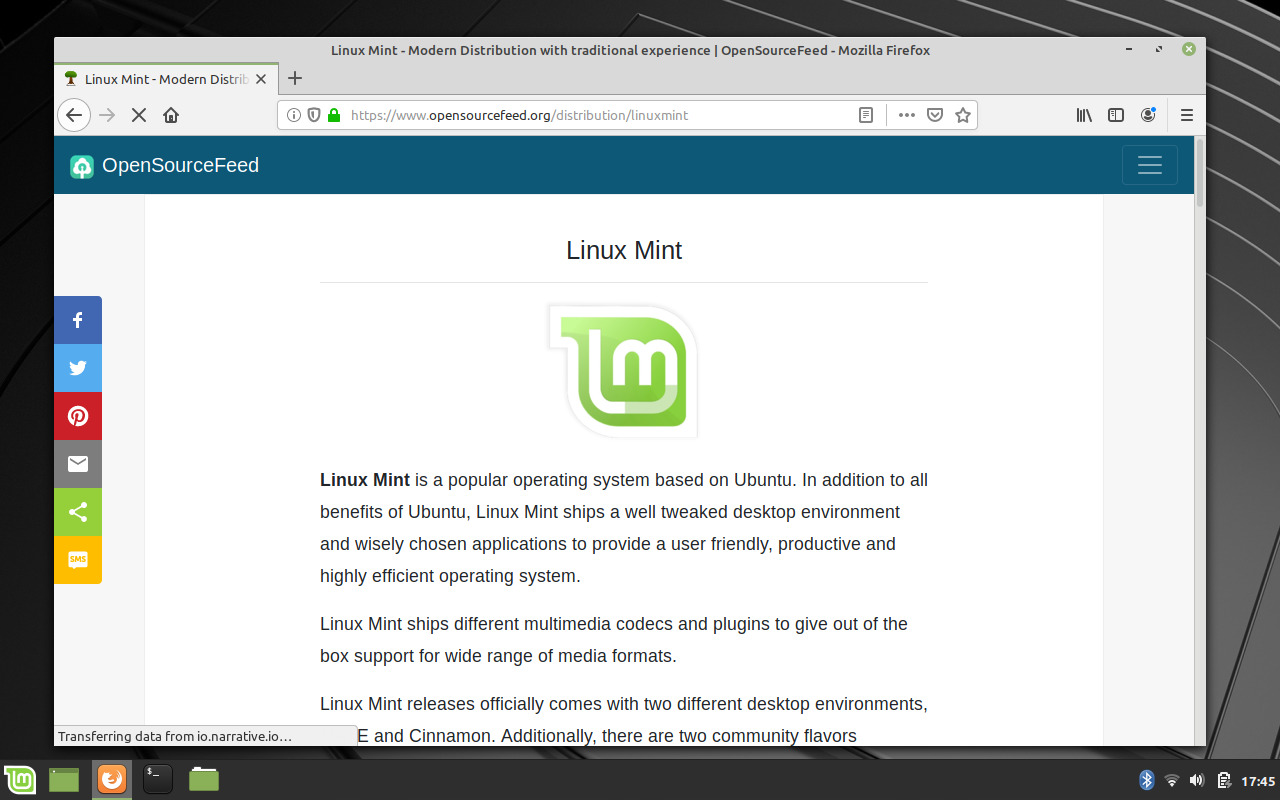 Linux Mint - Modern Distribution with traditional experience | OpenSourceFeed - Mozilla Firefox
Linux Mint - Modern Distrib
https://www.opensourcefeed.org/distribution/linuxmint
OpenSourceFeed
Linux Mint
Linux Mint is a popular operating system based on Ubuntu. In addition to all
benefits of Ubuntu, Linux Mint ships a well tweaked desktop environment
and wisely chosen applications to provide a user friendly, productive and
highly efficient operating system.
Linux Mint ships different multimedia codecs and plugins to give out of the
box support for wide range of media formats.
Linux Mint releases officially comes with two different desktop environments,
E and Cinnamon. Additionally, there are two community flavors
SMS
Transferring data from io.narrative.io…
$_
17:45